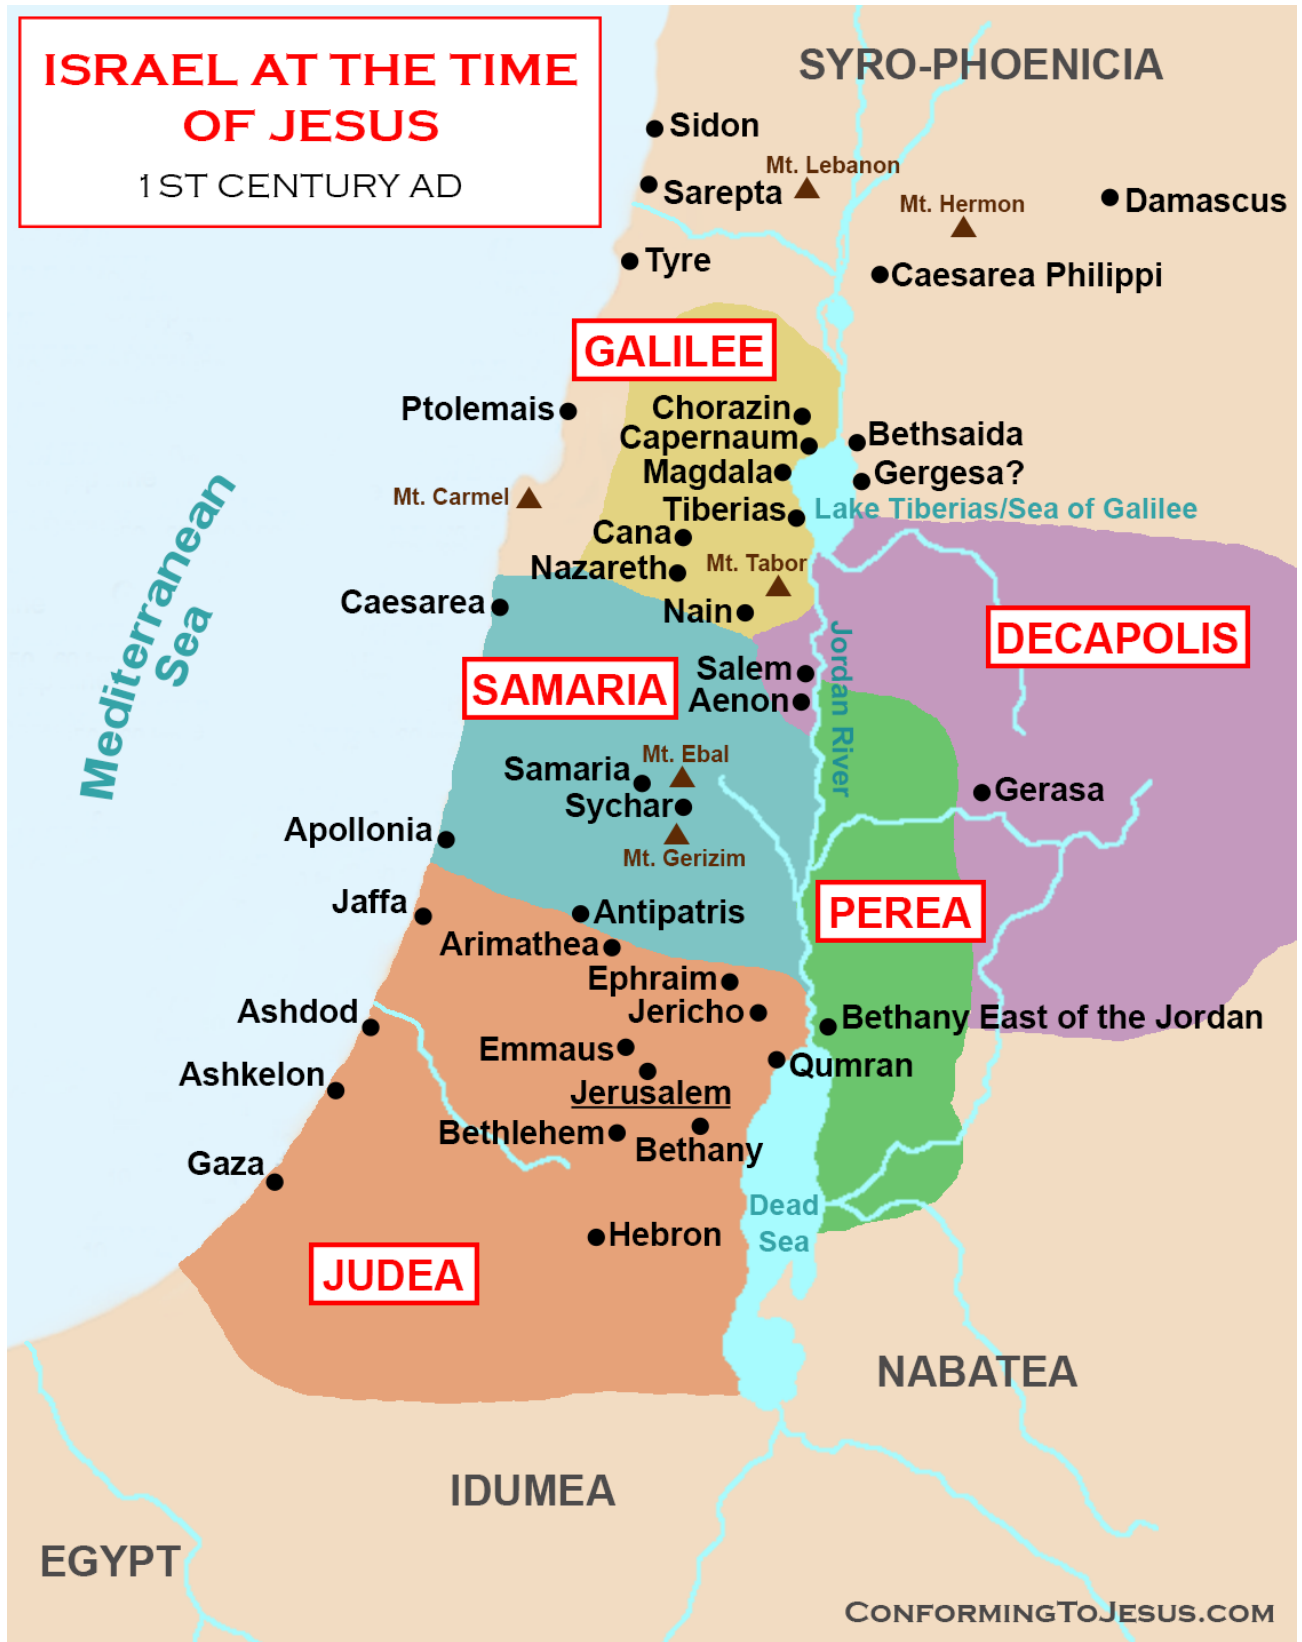 ISRAEL AT THE TIME
OF JESUS
1ST CENTURY AD
SYRO-PHOENICIA
Sidon
Mt. Lebanon
Sarepta
Mt. Hermon
Damascus
Tyre
Caesarea Philippi
GALILEE
Ptolemais
Chorazin
Capernaum
Bethsaida
Magdala
Gergesa?
Mt. Carmel
Tiberias
Lake Tiberias/Sea of Galilee
Cana
Nazareth
Mt. Tabor
Mediterranean
Sea
Caesarea
Nain
DECAPOLIS
Jordan River
Salem
SAMARIA
Aenon
Mt. Ebal
Samaria
Gerasa
Sychar
Apollonia
Mt. Gerizim
Jaffa
Antipatris
PEREA
Arimathea
Ephraim
Ashdod
Jericho
Bethany East of the Jordan
Emmaus
Qumran
Ashkelon
Jerusalem
Bethlehem
Bethany
Gaza
Dead
Sea
Hebron
JUDEA
NABATEA
IDUMEA
EGYPT
CONFORMINGTOJESUS.COM